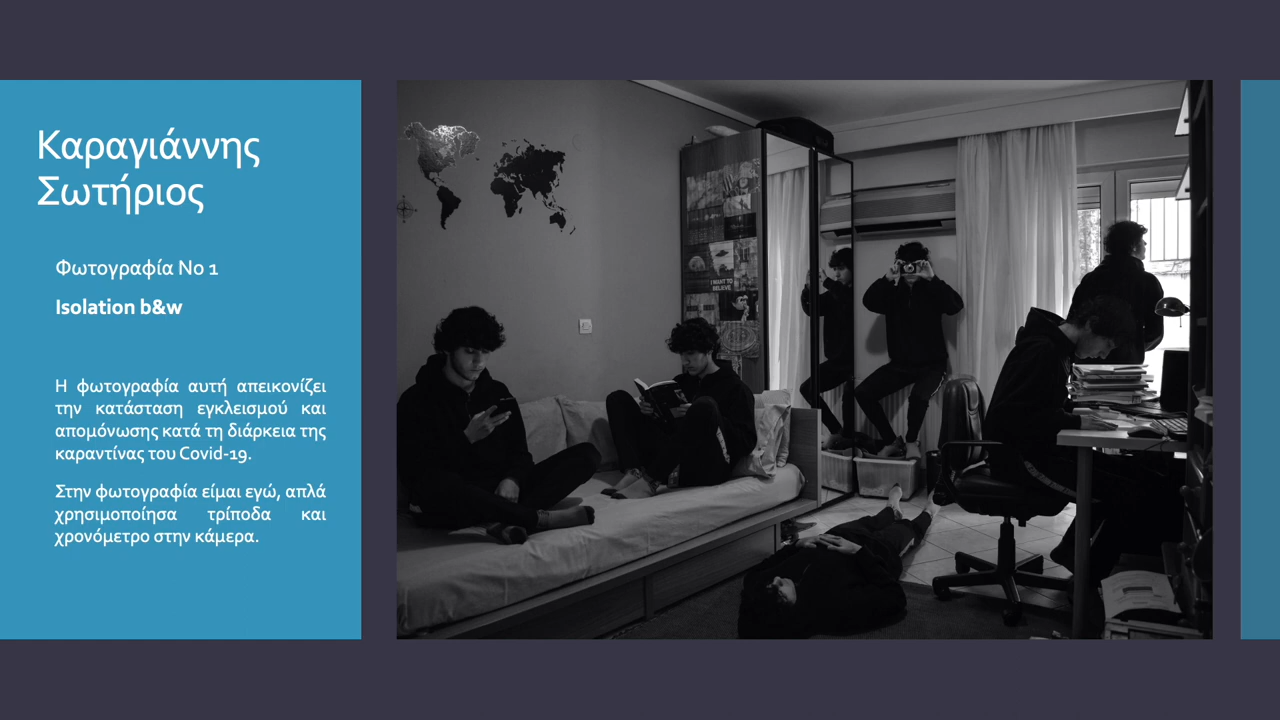 Καραγιάννης
Σωτήριος
Φωτογραφία Νο 1
Isolation b&w
Η φωτογραφία αυτή απεικονίζει
την κατάσταση εγκλεισμού και
απομόνωσης κατά τη διάρκεια της
καραντίνας του Covid-19.
Στην φωτογραφία είμαι εγώ, απλά
χρησιμοποίησα τρίποδα και
χρονόμετρο στην κάμερα.
I WANT TO
BELIEVE